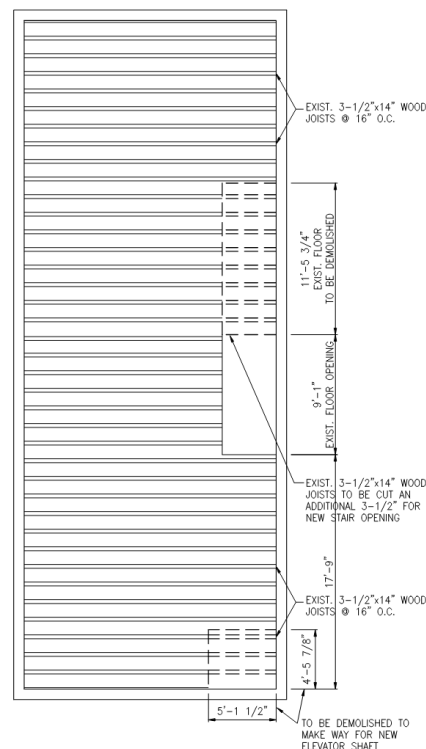 EXIST. 3-1/2"x14" WOOD
JOISTS @ 16" O.C.
11'-5 3/4"
EXIST. FLOOR
TO BE DEMOLISHED
9'-1"
EXIST. FLOOR OPENING
EXIST. 3-1/2"x14" WOOD
JOISTS TO BE CUT AN
ADDITIONAL 3-1/2" FOR
NEW STAIR OPENING
17'-9"
EXIST. 3-1/2"x14" WOOD
JOISTS @ 16" O.C.
4'-5 7/8"
5'-1 1/2"
TO BE DEMOLISHED TO
MAKE WAY FOR NEW
ELEVATOR SHAFT